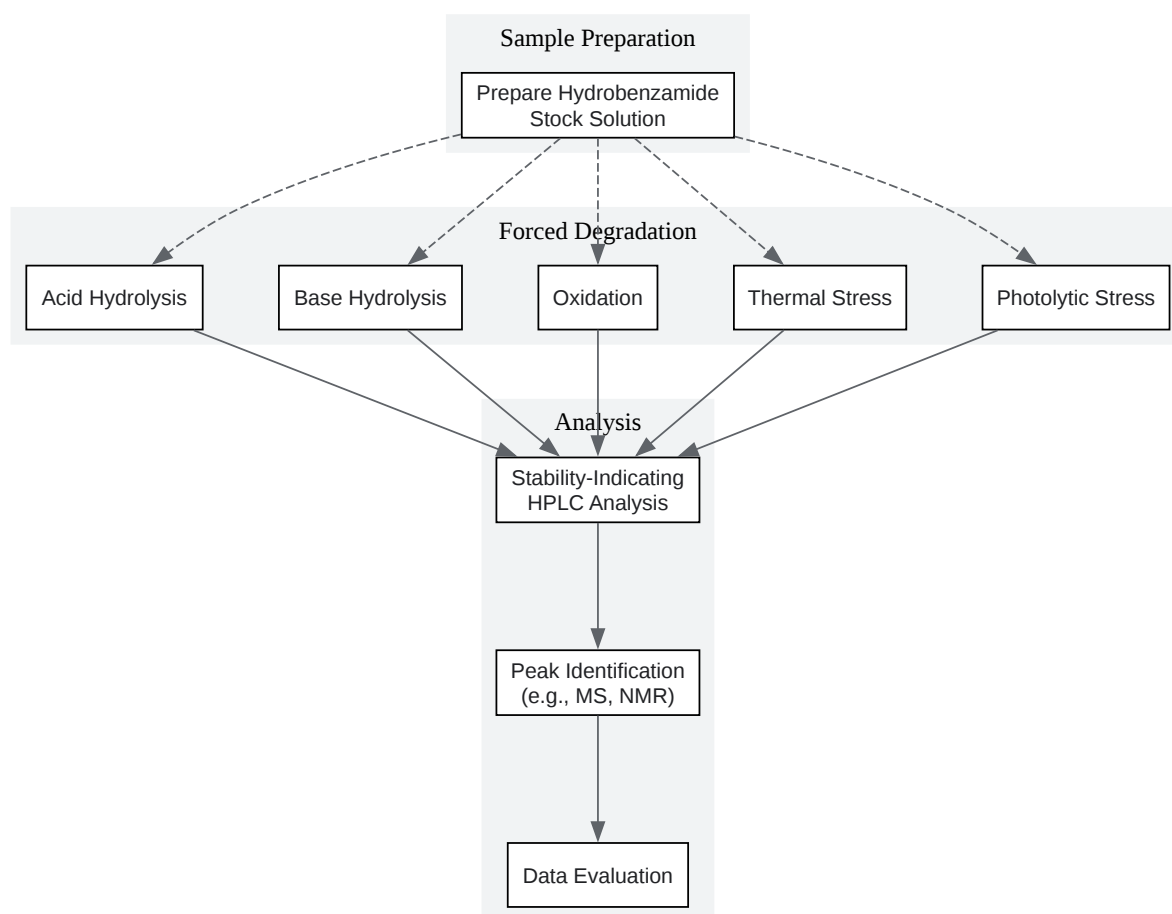 Sample Preparation
Prepare Hydrobenzamide
Stock Solution
Forced Degradation
Acid Hydrolysis
Base Hydrolysis
Oxidation
Thermal Stress
Photolytic Stress
Analysis
Stability-Indicating
HPLC Analysis
Peak Identification
(e.g., MS, NMR)
Data Evaluation